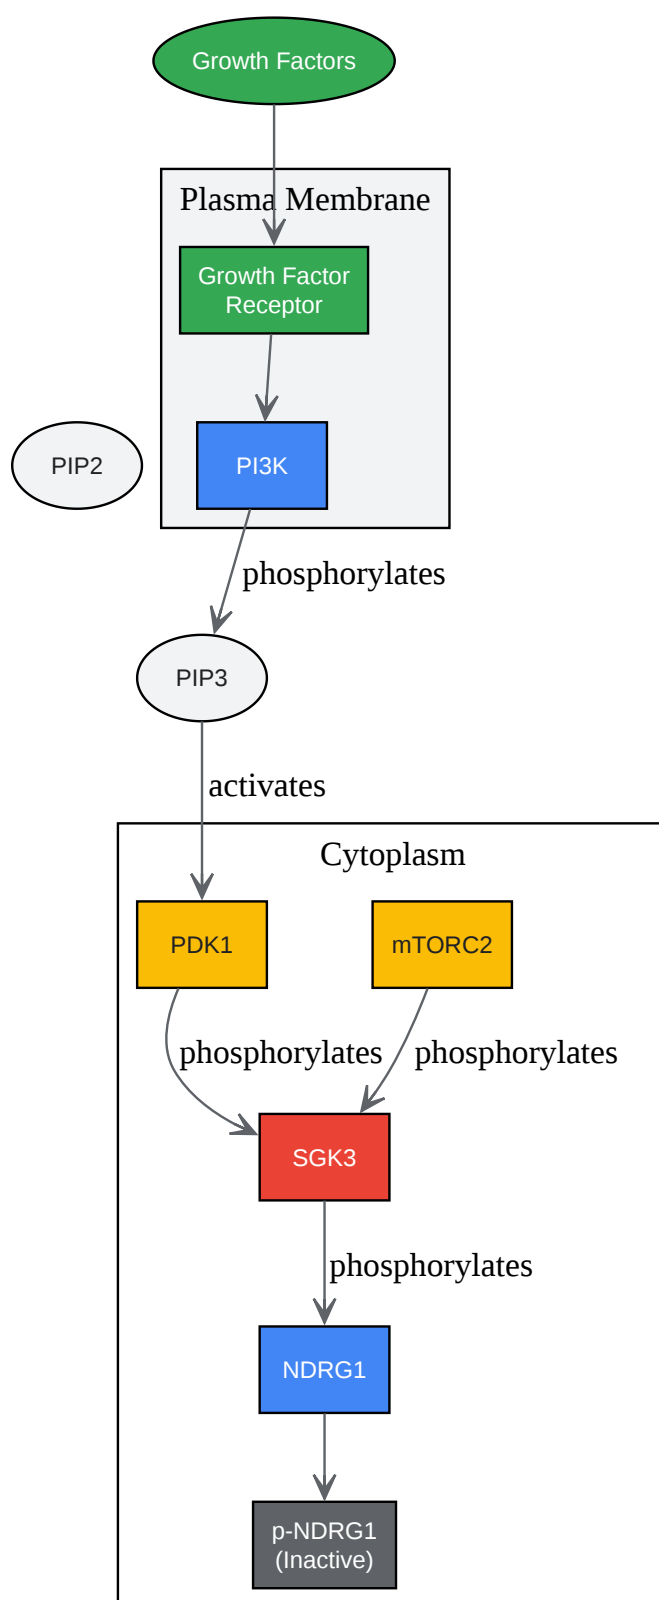 Growth Factors
Plasma Membrane
Growth Factor
Receptor
PIP2
PI3K
phosphorylates
PIP3
activates
Cytoplasm
PDK1
mTORC2
phosphorylates
phosphorylates
SGK3
phosphorylates
NDRG1
p-NDRG1
(Inactive)